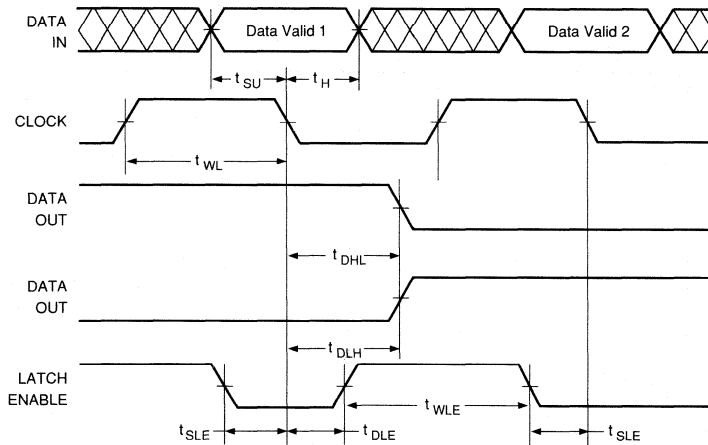 DATA
IN
Data Valid 1
Data Valid 2
t SU
t H
CLOCK
t WL
DATA
OUT
t DHL
DATA
OUT
t DLH
LATCH
ENABLE
t WLE
t SLE
t DLE
t SLE